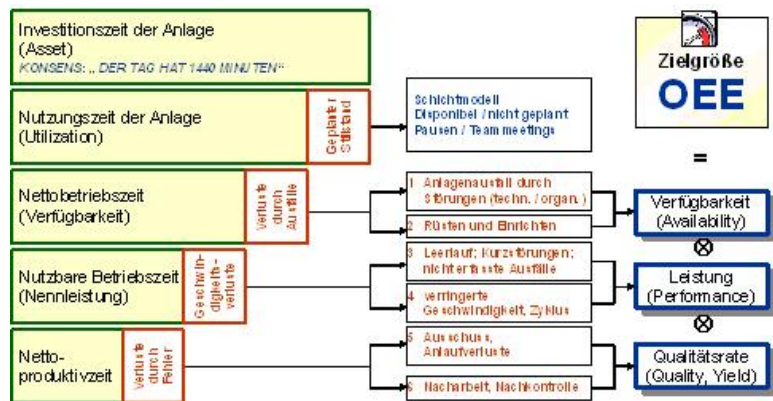 Investitionszeit der Anlage
(Asset)
KONSENS: „ DER TAG HAT 1440 MINUTEN“
Zielgröße
OEE
Nutzungszeit der Anlage
(Utilization)
Geplanter
Stillstand
Schichtmodell
Disponibel / nicht geplant
Pausen / Teammeetings
=
Nettobetriebszeit
(Verfügbarkeit)
Verluste
durch
Ausfälle
1 Anlagenausfall durch
Störungen (techn. / organ.)
2 Rüsten und Einrichten
Verfügbarkeit
(Availability)
⊗
Nutzbare Betriebszeit
(Nennleistung)
Geschwin-
digkeits-
verluste
3 Leerlauf; Kurzstörungen;
nicht erfasste Ausfälle
4 verringerte
Geschwindigkeit, Zyklus
Leistung
(Performance)
⊗
Netto-
produktivzeit
Verluste
durch
Fehler
5 Ausschuss,
Anlaufverluste
6 Nacharbeit, Nachkontrolle
Qualitätsrate
(Quality, Yield)